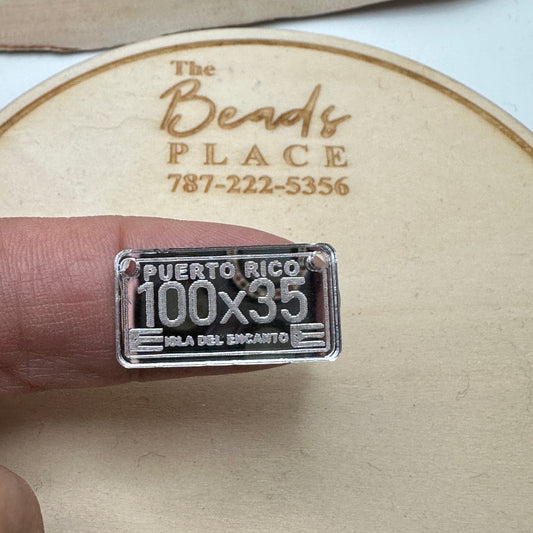 The
Beads
PLACE
787-222-5356
PUERTO RICO
100x35
ISLA DEL ENCANTO